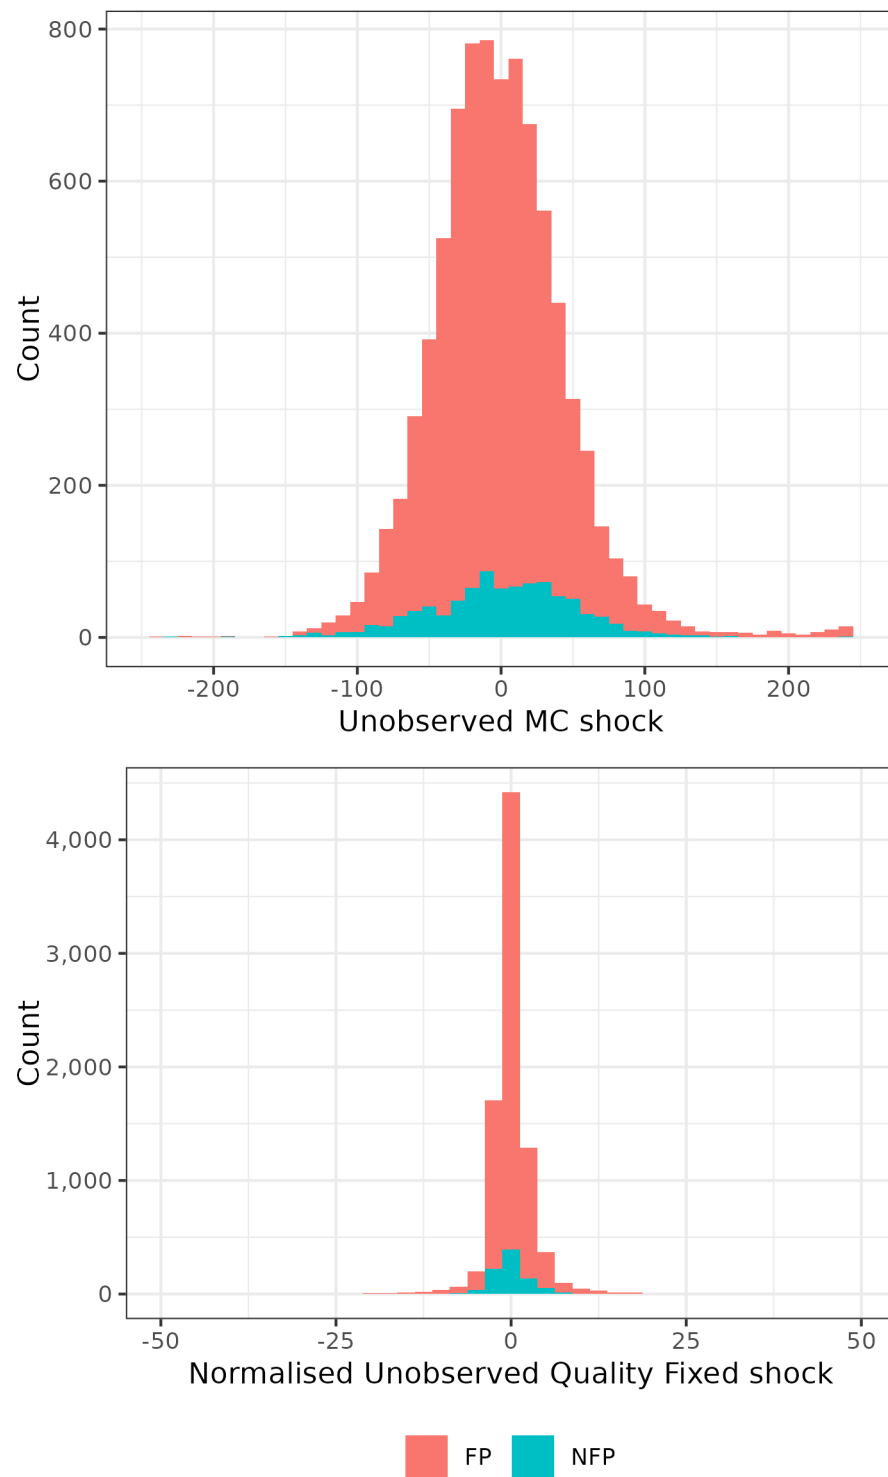 800
600
400
200
0
Count
-200 -100 0 100 200
Unobserved MC shock
4,000
3,000
2,000
1,000
0
Count
-50 -25 0 25 50
Normalised Unobserved Quality Fixed shock
FP NFP